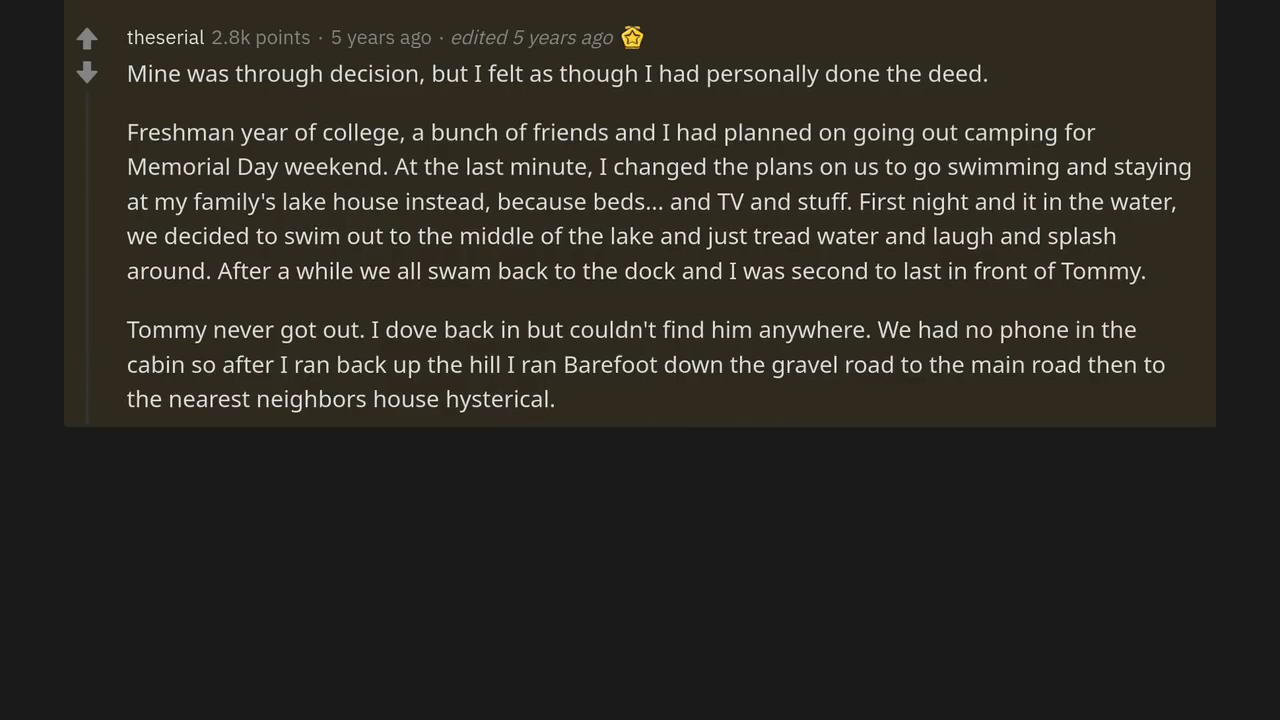 theserial 2.8k points · 5 years ago · edited 5 years ago
Mine was through decision, but I felt as though I had personally done the deed.
Freshman year of college, a bunch of friends and I had planned on going out camping for
Memorial Day weekend. At the last minute, I changed the plans on us to go swimming and staying
at my family's lake house instead, because beds... and TV and stuff. First night and it in the water,
we decided to swim out to the middle of the lake and just tread water and laugh and splash
around. After a while we all swam back to the dock and I was second to last in front of Tommy.
Tommy never got out. I dove back in but couldn't find him anywhere. We had no phone in the
cabin so after I ran back up the hill I ran Barefoot down the gravel road to the main road then to
the nearest neighbors house hysterical.